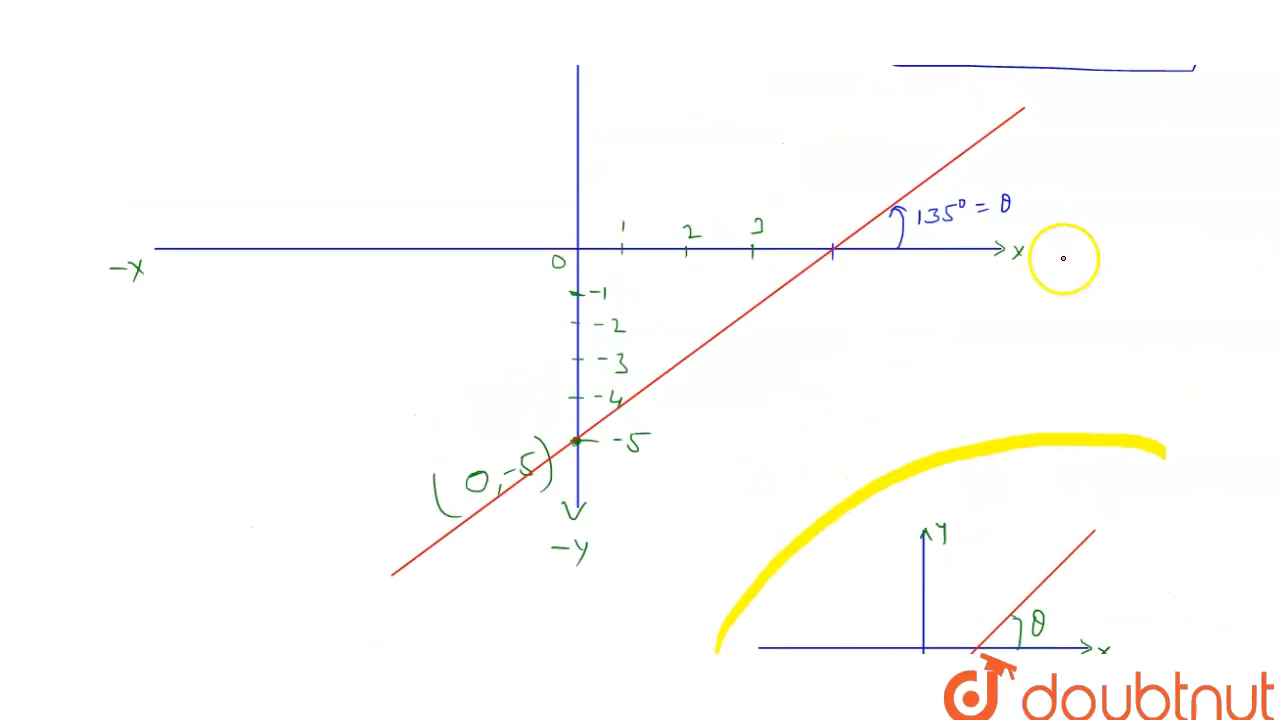 135° = θ
1 2 3
X
0
-X
-1
-2
-3
-4
-5
(0,-5)
-y
y
θ
x
doubtnut